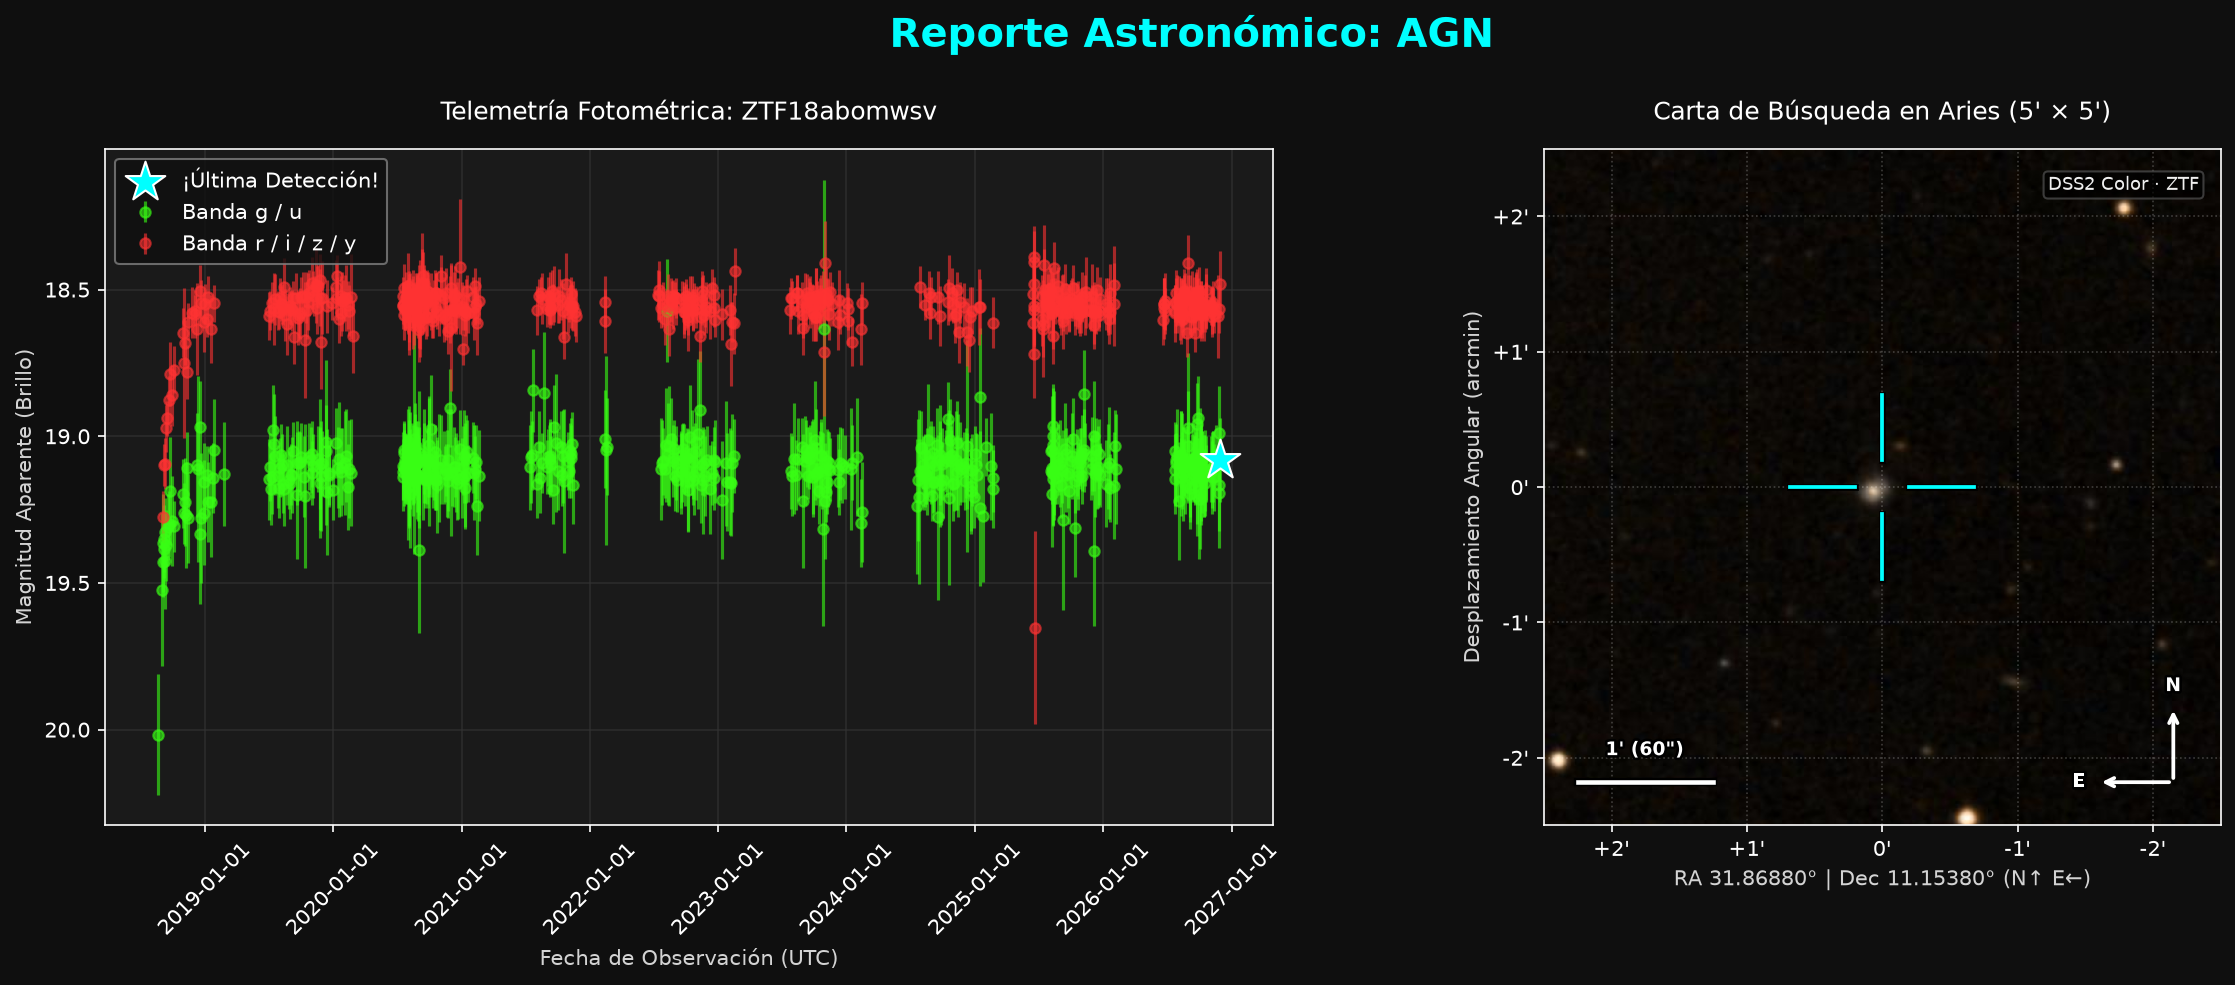 Reporte Astronómico: AGN
Telemetría Fotométrica: ZTF18abomwsv
¡Última Detección!
Banda g / u
Banda r / i / z / y
Magnitud Aparente (Brillo)
18.5
19.0
19.5
20.0
2019-01-01
2020-01-01
2021-01-01
2022-01-01
2023-01-01
2024-01-01
2025-01-01
2026-01-01
2027-01-01
Fecha de Observación (UTC)
Carta de Búsqueda en Aries (5' × 5')
DSS2 Color · ZTF
Desplazamiento Angular (arcmin)
+2'
+1'
0'
-1'
-2'
N
E
1' (60")
+2'
+1'
0'
-1'
-2'
RA 31.86880° | Dec 11.15380° (N↑ E←)